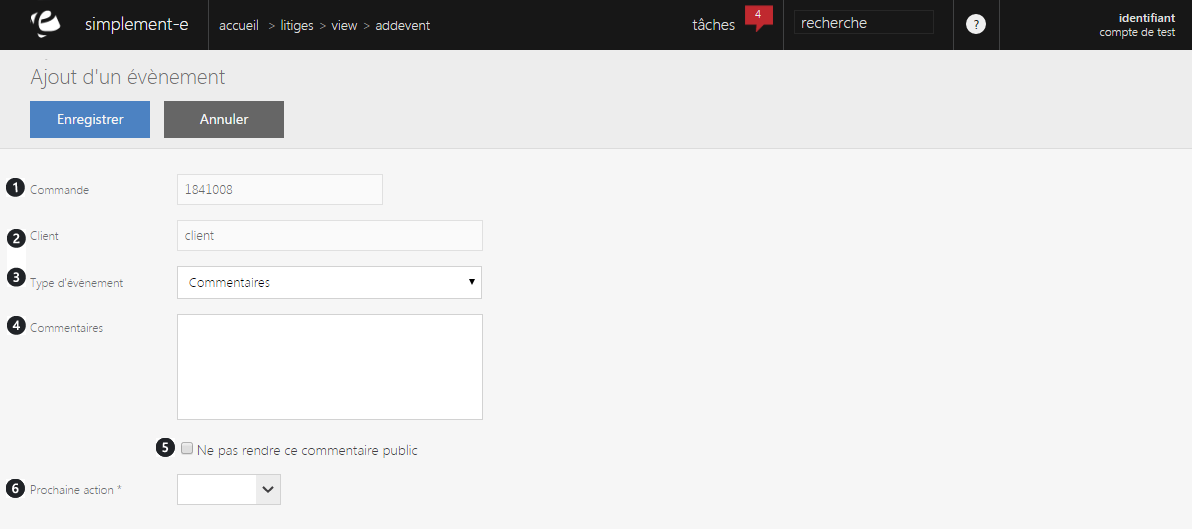 simplement-e accueil > litiges > view > addevent tâches 4 recherche ? identifiant
compte de test
Ajout d'un évènement
Enregistrer Annuler
1 Commande 1841008
2 Client client
3 Type d'évènement Commentaires
4 Commentaires
5 Ne pas rendre ce commentaire public
6 Prochaine action *